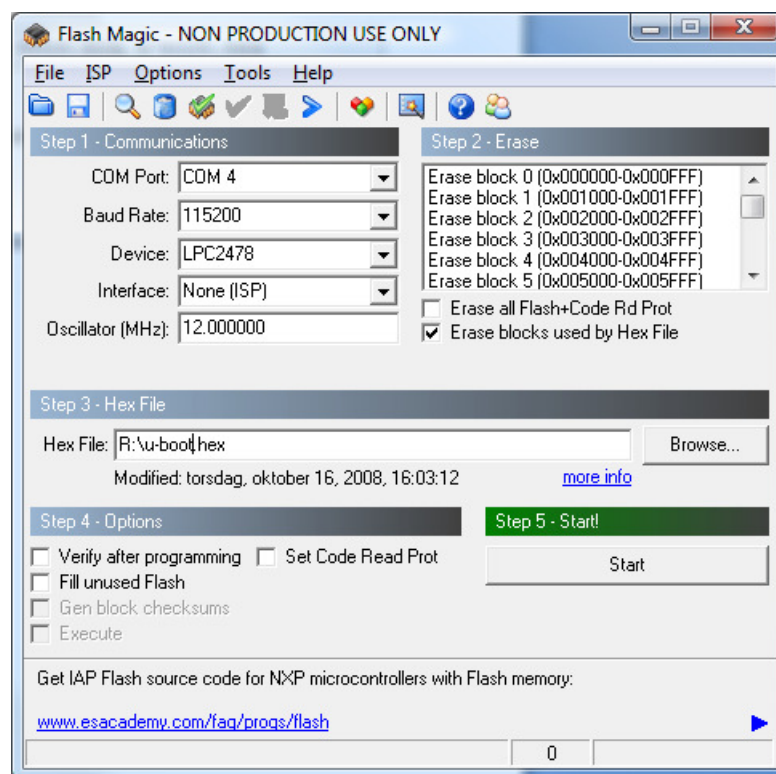 Flash Magic - NON PRODUCTION USE ONLY
File ISP Options Tools Help
Step 1 - Communications
COM Port: COM 4
Baud Rate: 115200
Device: LPC2478
Interface: None (ISP)
Oscillator (MHz): 12.000000
Step 2 - Erase
Erase block 0 (0x000000-0x000FFF)
Erase block 1 (0x001000-0x001FFF)
Erase block 2 (0x002000-0x002FFF)
Erase block 3 (0x003000-0x003FFF)
Erase block 4 (0x004000-0x004FFF)
Erase block 5 (0x005000-0x005FFF)
Erase all Flash+Code Rd Prot
Erase blocks used by Hex File
Step 3 - Hex File
Hex File: R:\u-boot.hex Browse...
Modified: torsdag, oktober 16, 2008, 16:03:12 more info
Step 4 - Options
Verify after programming Set Code Read Prot
Fill unused Flash
Gen block checksums
Execute
Step 5 - Start!
Start
Get IAP Flash source code for NXP microcontrollers with Flash memory:
www.esacademy.com/faq/progs/flash
0